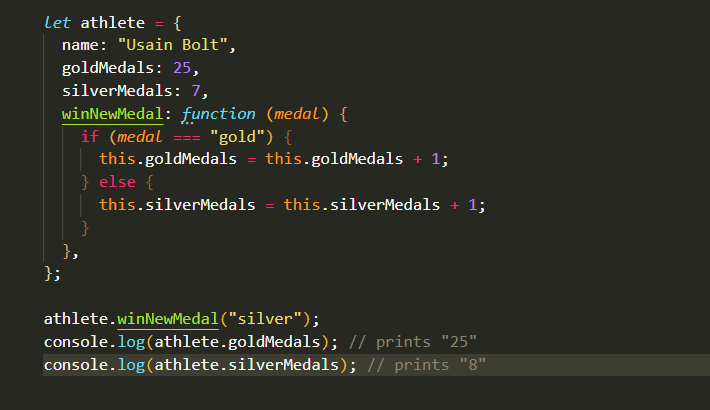 let athlete = {
  name: "Usain Bolt",
  goldMedals: 25,
  silverMedals: 7,
  winNewMedal: function (medal) {
    if (medal === "gold") {
      this.goldMedals = this.goldMedals + 1;
    } else {
      this.silverMedals = this.silverMedals + 1;
    }
  },
};

athlete.winNewMedal("silver");
console.log(athlete.goldMedals); // prints "25"
console.log(athlete.silverMedals); // prints "8"